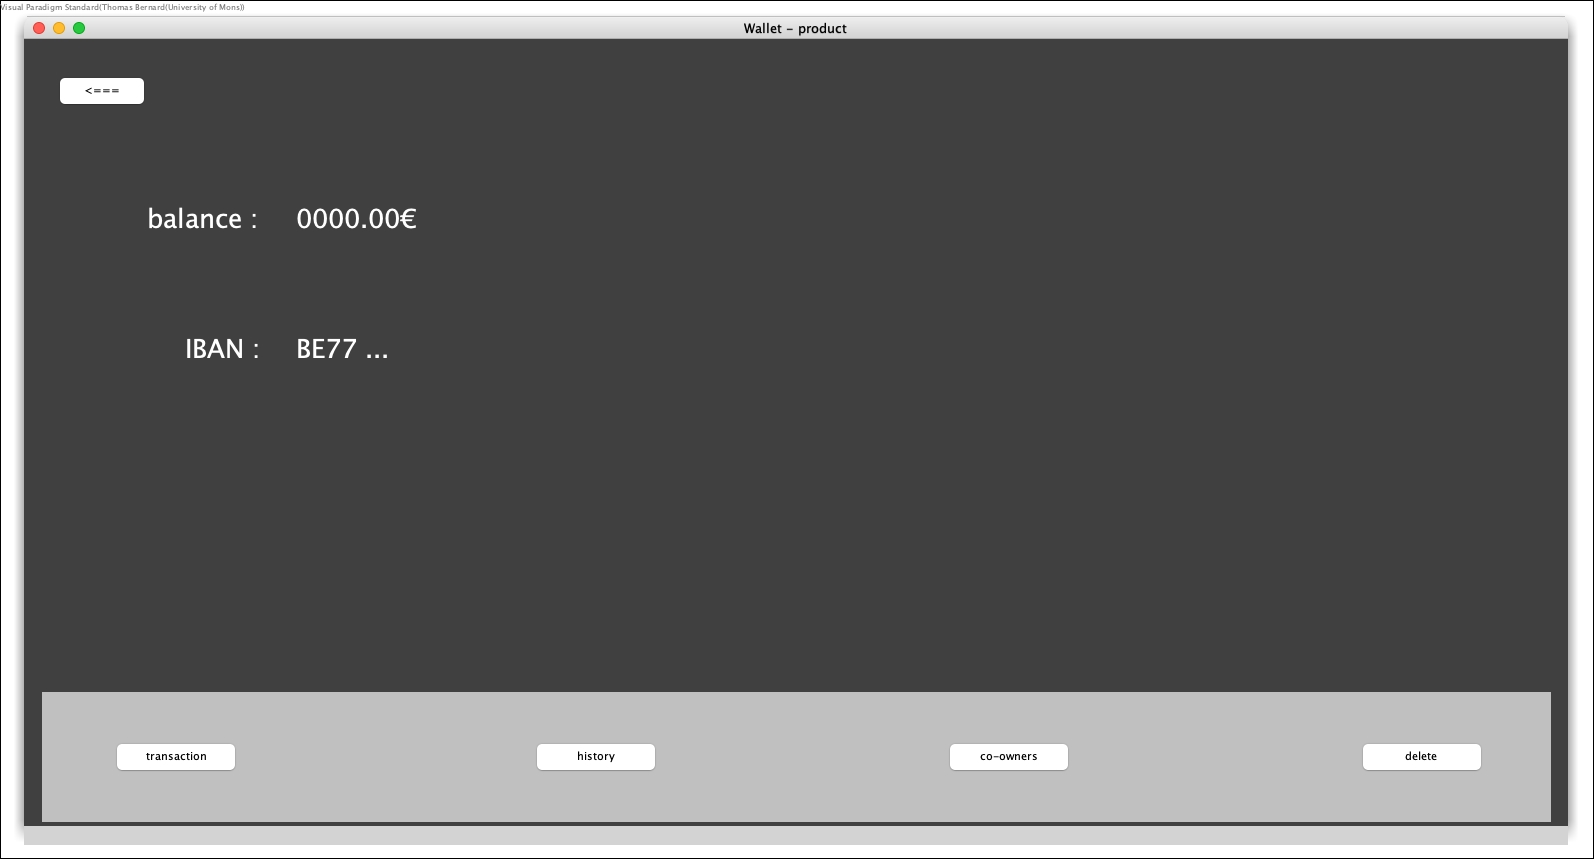 Visual Paradigm Standard(Thomas Bernard(University of Mons))
Wallet - product
<===
balance : 0000.00€
IBAN : BE77 ...
transaction history co-owners delete